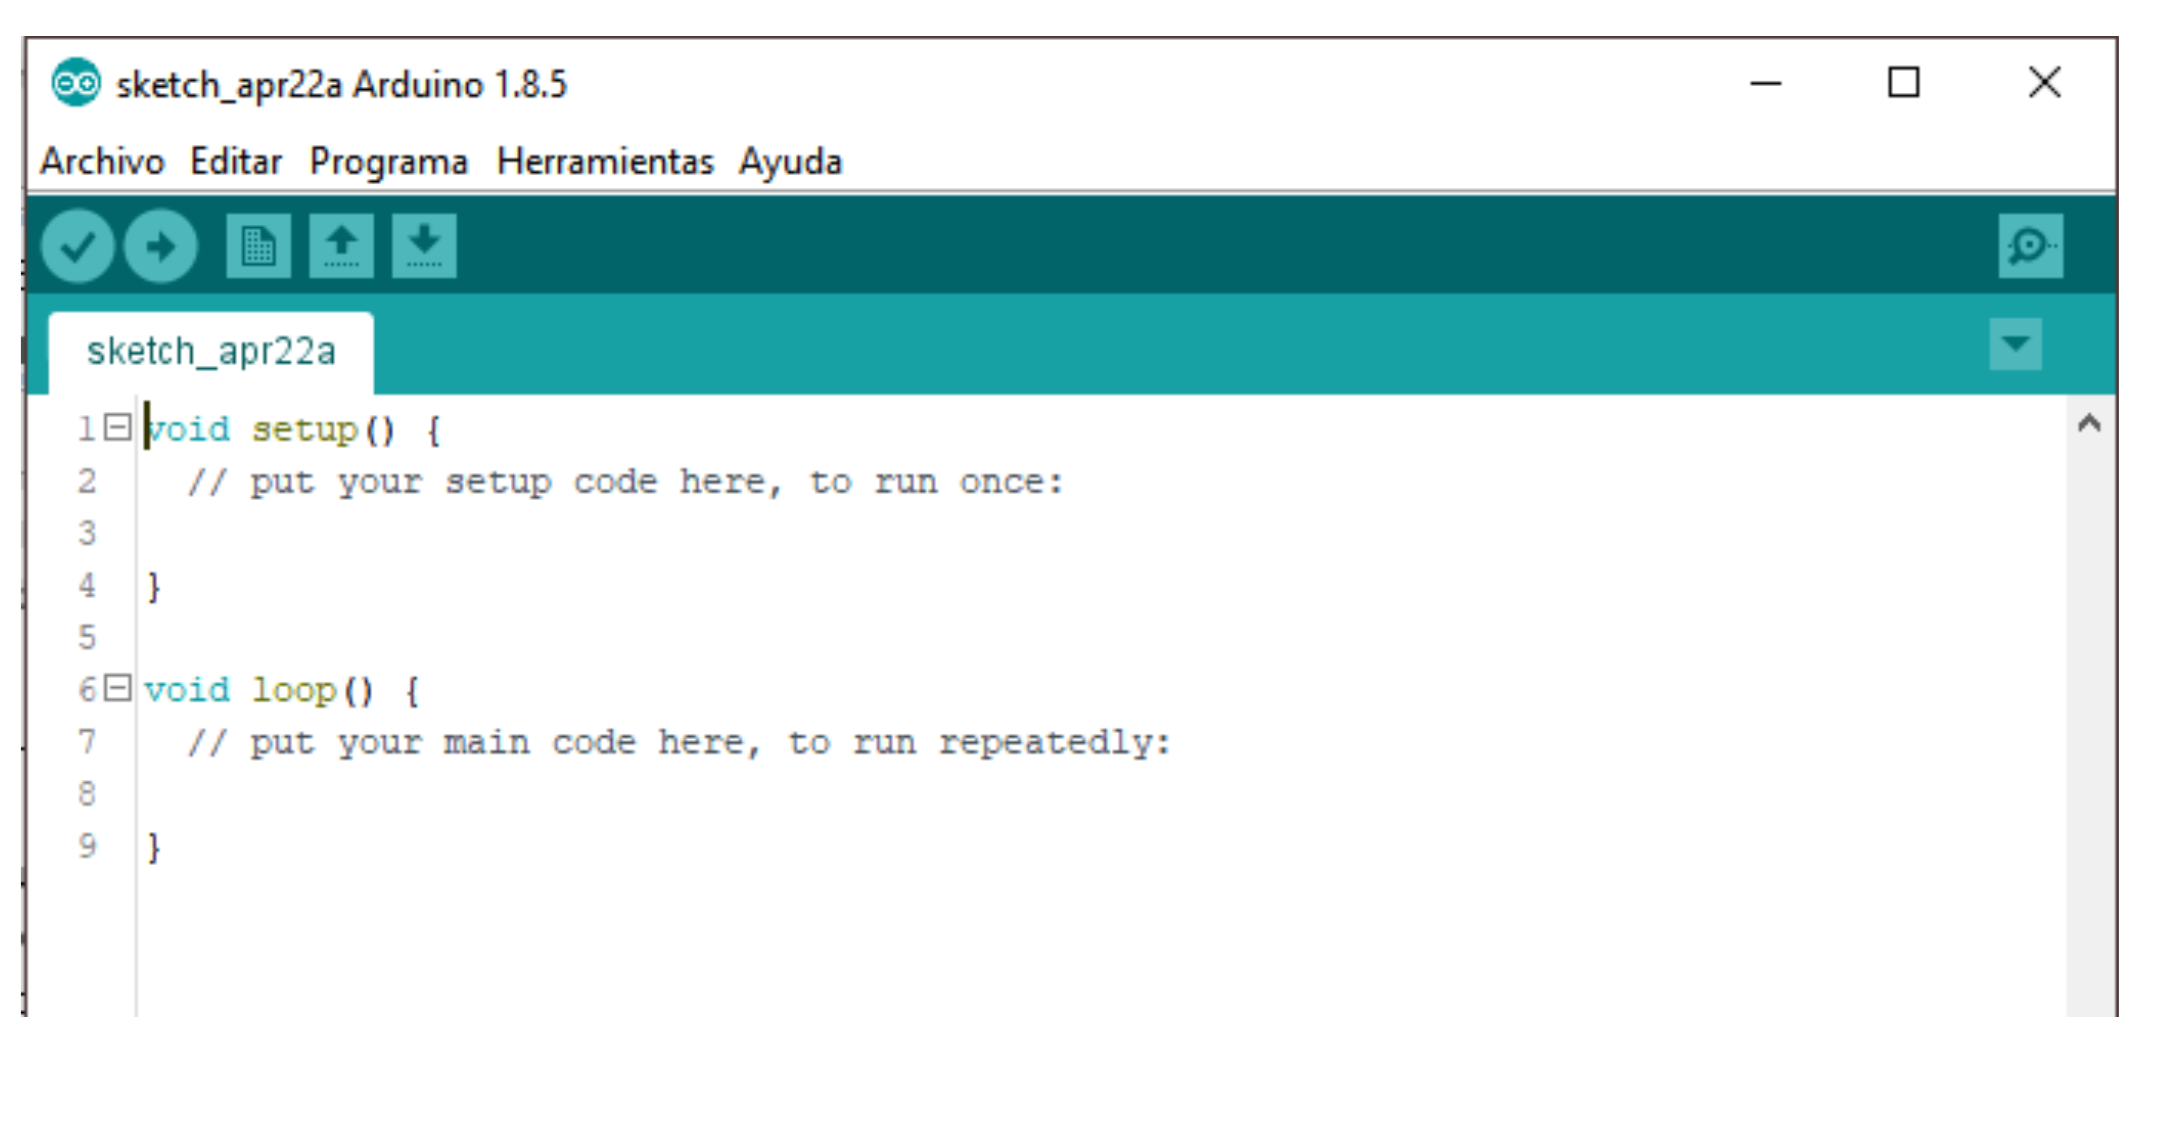 sketch_apr22a Arduino 1.8.5
Archivo Editar Programa Herramientas Ayuda
sketch_apr22a
1 void setup() {
2   // put your setup code here, to run once:
3
4 }
5
6 void loop() {
7   // put your main code here, to run repeatedly:
8
9 }